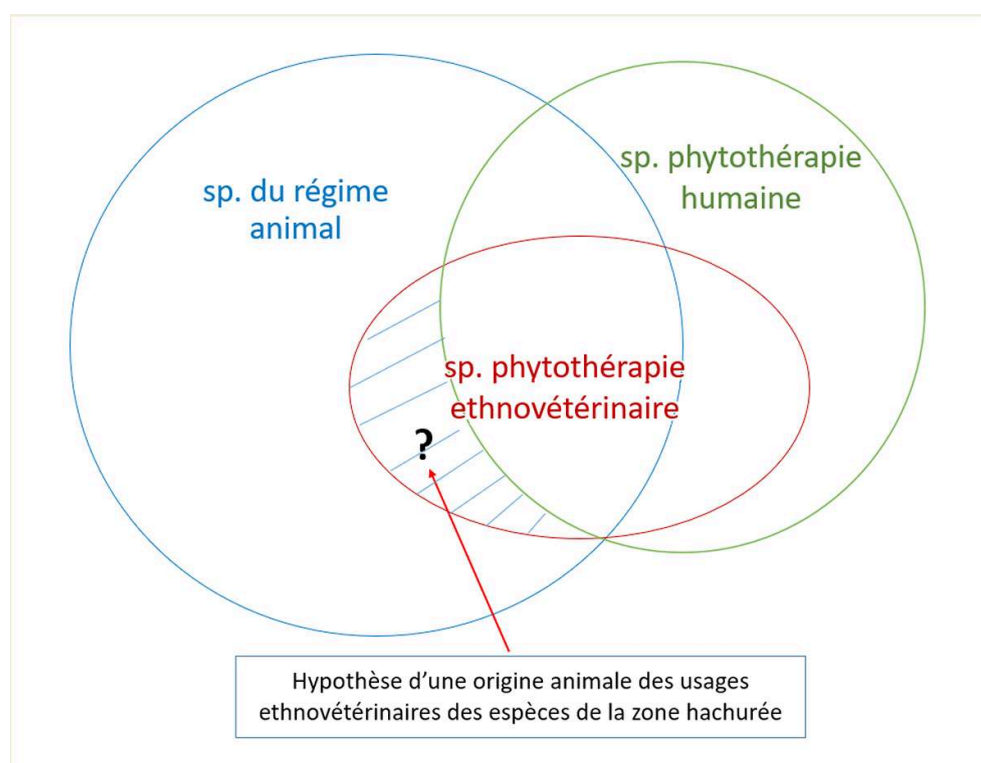 sp. du régime
animal
sp. phytothérapie
humaine
sp. phytothérapie
ethnovétérinaire
?
Hypothèse d’une origine animale des usages
ethnovétérinaires des espèces de la zone hachurée